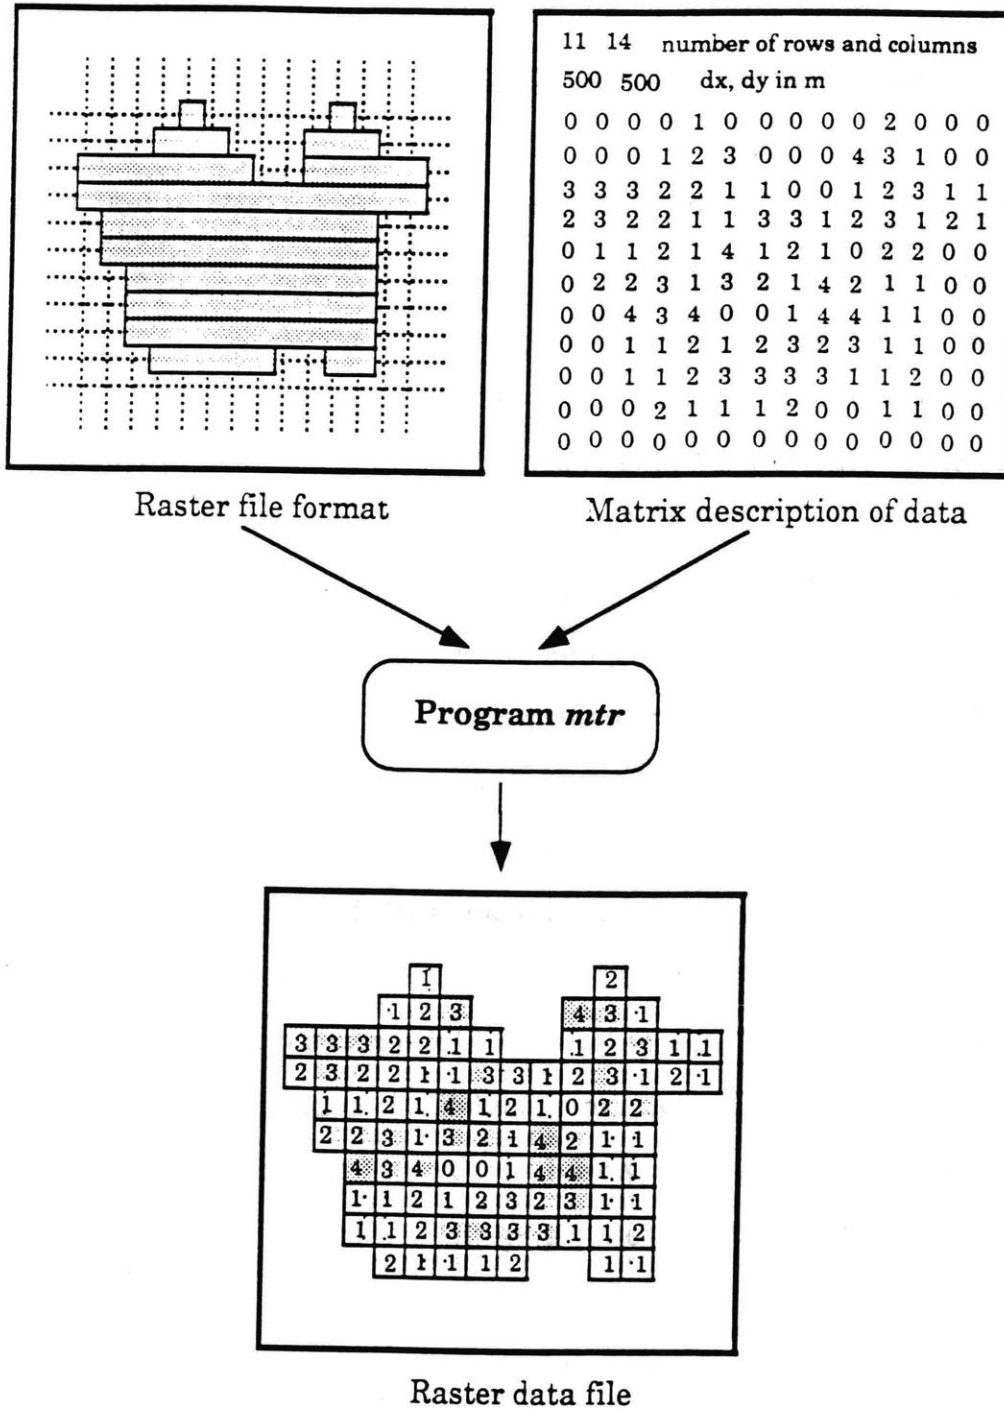 11 14 number of rows and columns
500 500 dx, dy in m
0 0 0 0 1 0 0 0 0 0 2 0 0 0
0 0 0 1 2 3 0 0 0 4 3 1 0 0
3 3 3 2 2 1 1 0 0 1 2 3 1 1
2 3 2 2 1 1 3 3 1 2 3 1 2 1
0 1 1 2 1 4 1 2 1 0 2 2 0 0
0 2 2 3 1 3 2 1 4 2 1 1 0 0
0 0 4 3 4 0 0 1 4 4 1 1 0 0
0 0 1 1 2 1 2 3 2 3 1 1 0 0
0 0 1 1 2 3 3 3 3 1 1 2 0 0
0 0 0 2 1 1 1 2 0 0 1 1 0 0
0 0 0 0 0 0 0 0 0 0 0 0 0 0
Raster file format
Matrix description of data
Program mtr
1 2
1 2 3 4 3 1
3 3 3 2 2 1 1 1 2 3 1 1
2 3 2 2 1 1 3 3 1 2 3 1 2 1
1 1 2 1 4 1 2 1 0 2 2
2 2 3 1 3 2 1 4 2 1 1
4 3 4 0 0 1 4 4 1 1
1 1 2 1 2 3 2 3 1 1
1 1 2 3 3 3 3 1 1 2
2 1 1 1 2 1 1
Raster data file